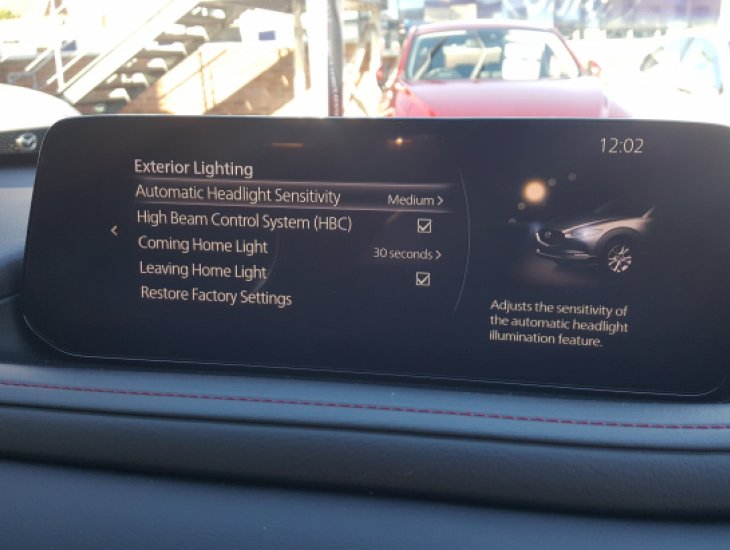 12:02
Exterior Lighting
Automatic Headlight Sensitivity Medium >
High Beam Control System (HBC)
Coming Home Light 30 seconds >
Leaving Home Light
Restore Factory Settings
Adjusts the sensitivity of
the automatic headlight
illumination feature.